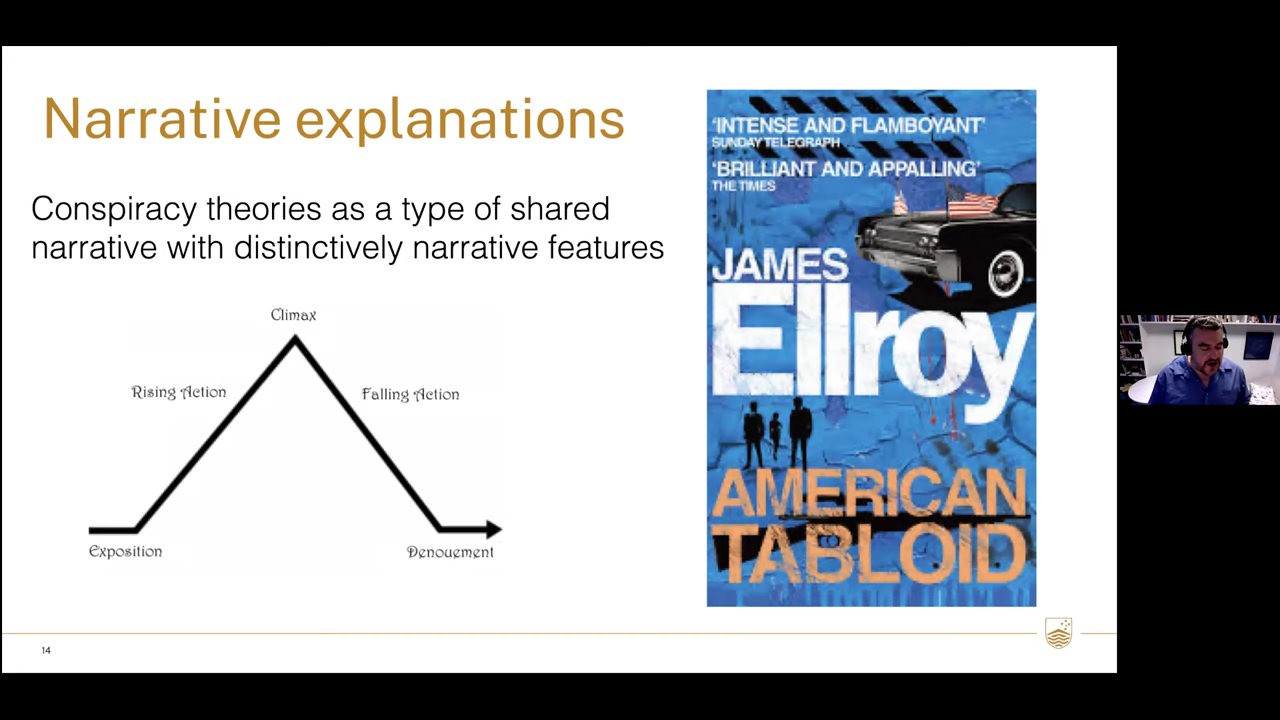 Narrative explanations
Conspiracy theories as a type of shared
narrative with distinctively narrative features
Climax
Rising Action
Falling Action
Exposition
Denouement
'INTENSE AND FLAMBOYANT'
SUNDAY TELEGRAPH
'BRILLIANT AND APPALLING'
THE TIMES
JAMES
Ellroy
AMERICAN
TABLOID
14